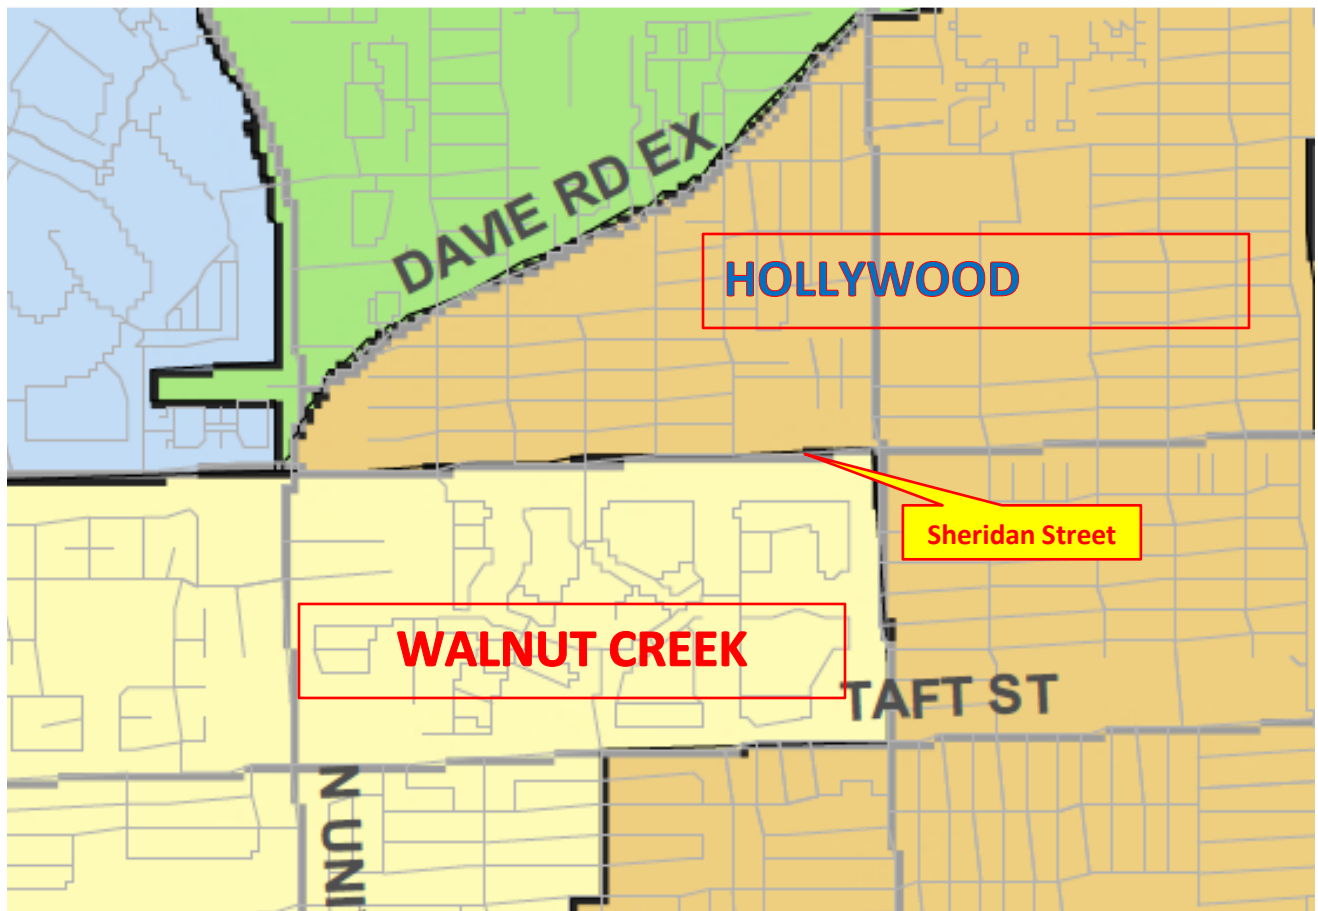 DAVIE RD EX
HOLLYWOOD
Sheridan Street
WALNUT CREEK
TAFT ST
N UNI